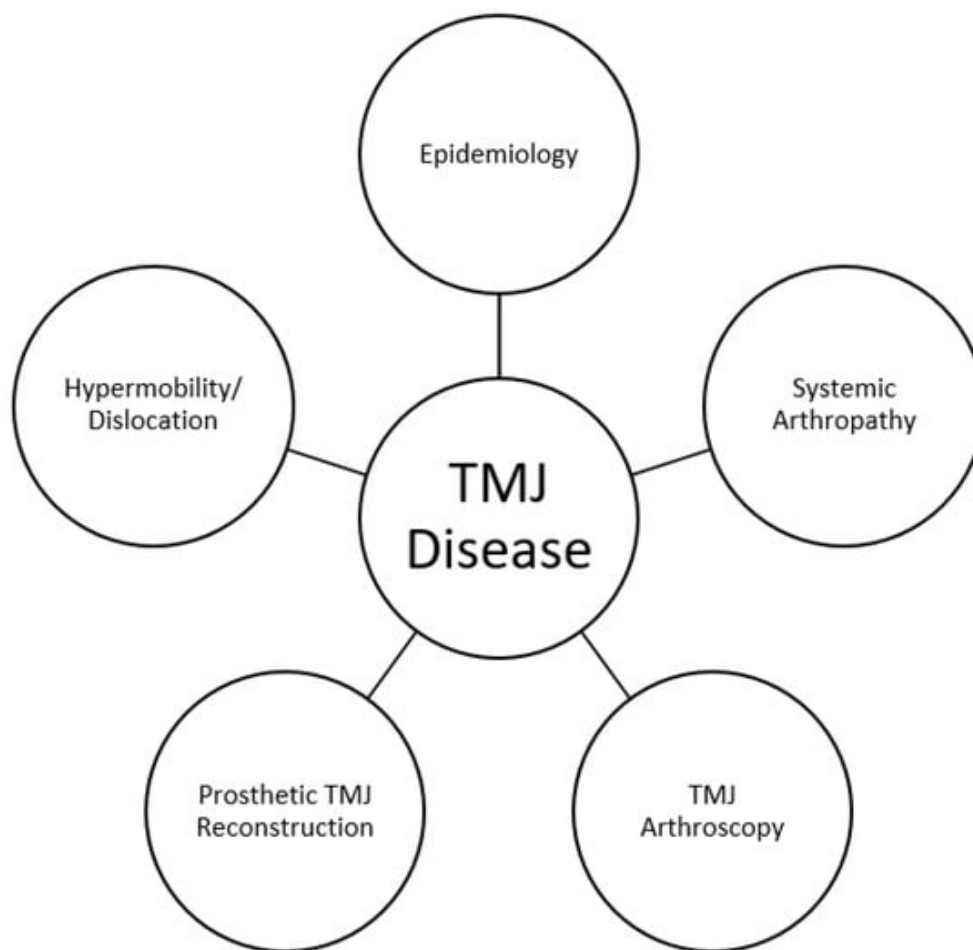 Epidemiology
Hypermobility/
Dislocation
Systemic
Arthropathy
TMJ
Disease
Prosthetic TMJ
Reconstruction
TMJ
Arthroscopy